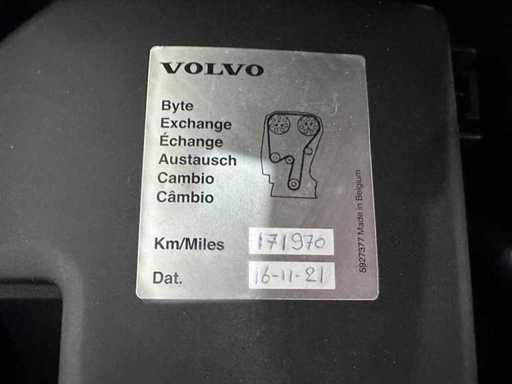 VOLVO
Byte
Exchange
Échange
Austausch
Cambio
Câmbio
Km/Miles 171970
Dat. 16-11-21
5927377 Made in Belgium